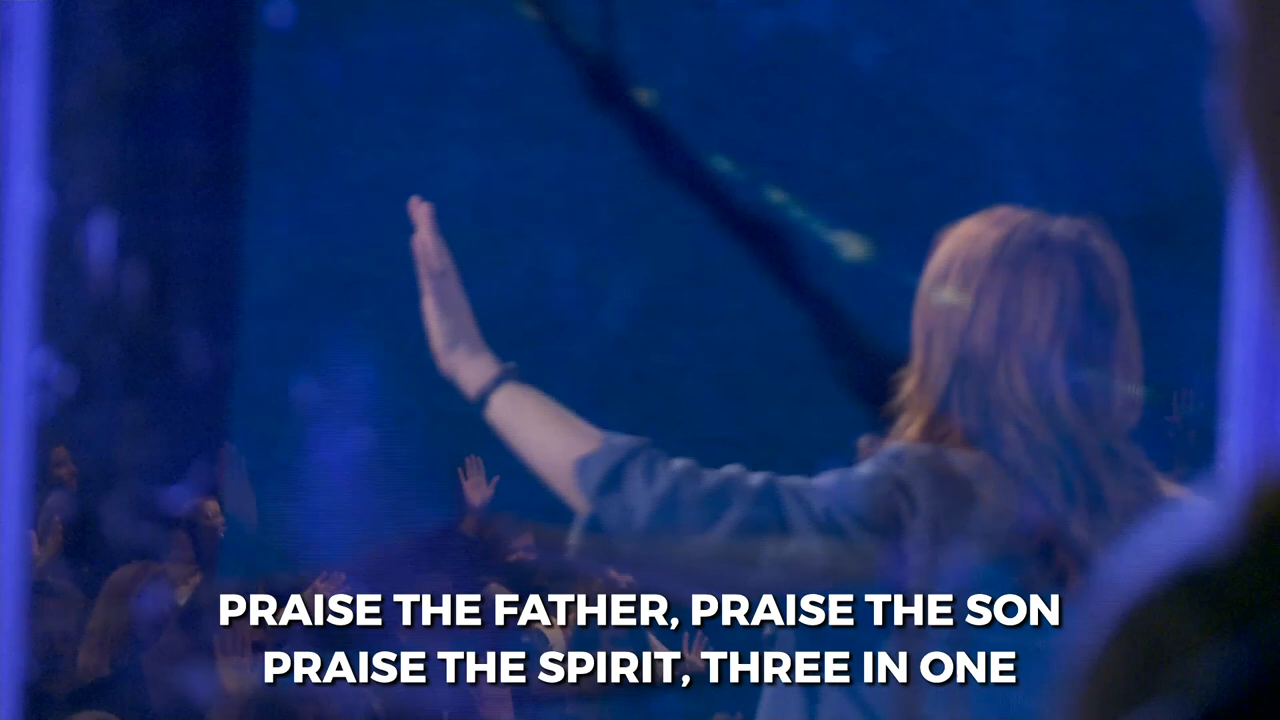 PRAISE THE FATHER, PRAISE THE SON
PRAISE THE SPIRIT, THREE IN ONE